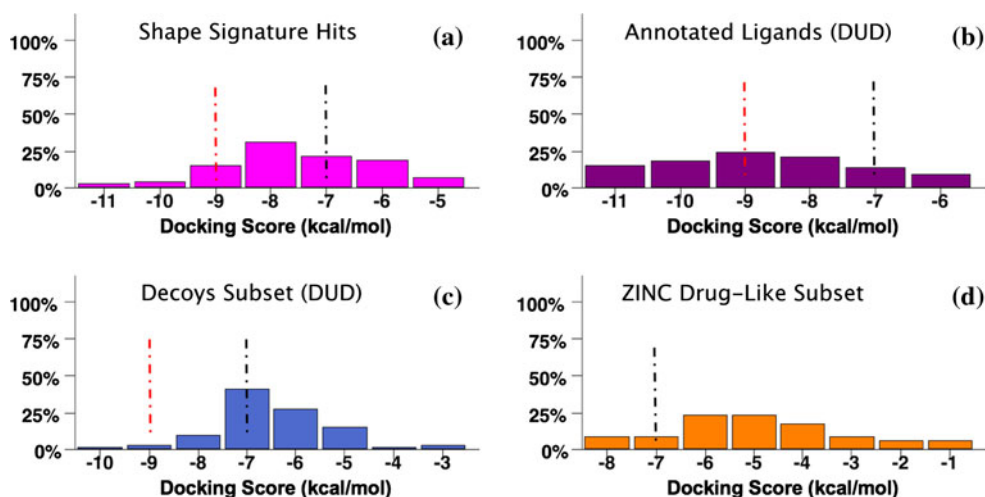 Shape Signature Hits (a)
100%
75%
50%
25%
0%
-11 -10 -9 -8 -7 -6 -5
Docking Score (kcal/mol)
Annotated Ligands (DUD) (b)
100%
75%
50%
25%
0%
-11 -10 -9 -8 -7 -6
Docking Score (kcal/mol)
Decoys Subset (DUD) (c)
100%
75%
50%
25%
0%
-10 -9 -8 -7 -6 -5 -4 -3
Docking Score (kcal/mol)
ZINC Drug-Like Subset (d)
100%
75%
50%
25%
0%
-8 -7 -6 -5 -4 -3 -2 -1
Docking Score (kcal/mol)